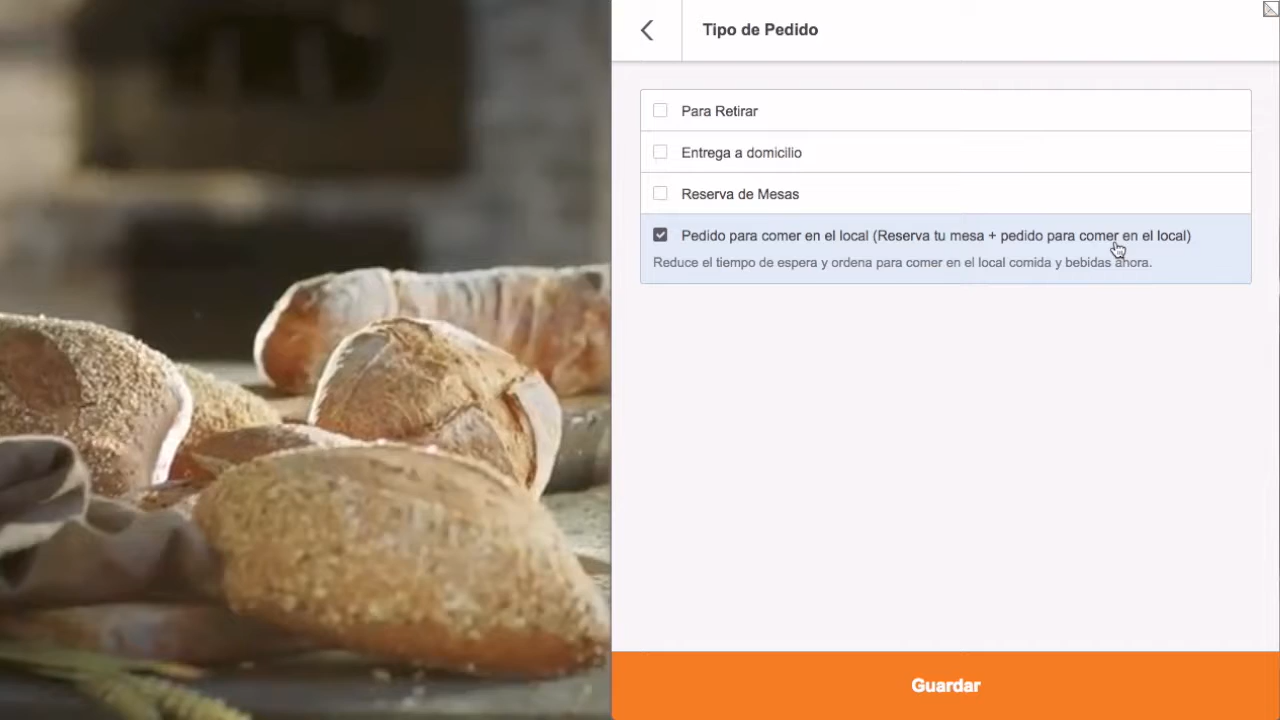 Tipo de Pedido
Para Retirar
Entrega a domicilio
Reserva de Mesas
Pedido para comer en el local (Reserva tu mesa + pedido para comer en el local)
Reduce el tiempo de espera y ordena para comer en el local comida y bebidas ahora.
Guardar